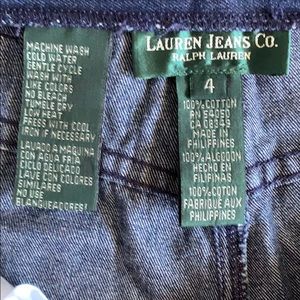 MACHINE WASH
COLD WATER
GENTLE CYCLE
WASH WITH
LIKE COLORS
NO BLEACH
TUMBLE DRY
LOW HEAT
PRESS WITH COOL
IRON IF NECESSARY
LAVADO A MAQUINA
CON AGUA FRIA
CICLO DELICADO
LAVE CON COLORES
SIMILARES
NO USE
BLANQUEADORES/
LAUREN JEANS CO.
RALPH LAUREN
4
100% COTTON
RN 54050
CA 08349
MADE IN
PHILIPPINES
100% ALGODON
HECHO EN
FILIPINAS
100% COTON
FABRIQUE AUX
PHILIPPINES